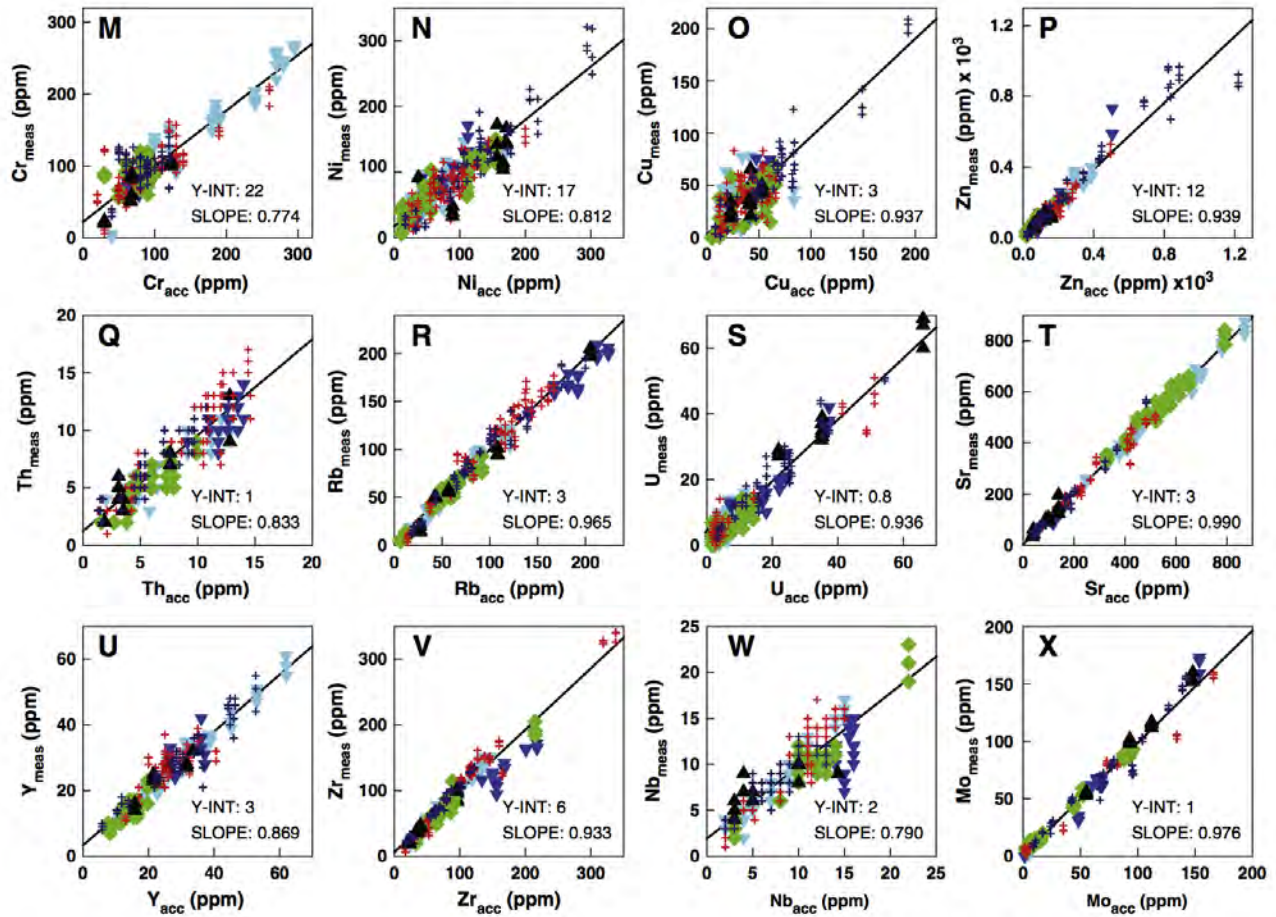 M
Cr_meas (ppm)
300
200
100
0
Y-INT: 22
SLOPE: 0.774
0 100 200 300
Cr_acc (ppm)
N
Ni_meas (ppm)
300
200
100
0
Y-INT: 17
SLOPE: 0.812
0 100 200 300
Ni_acc (ppm)
O
Cu_meas (ppm)
200
150
100
50
0
Y-INT: 3
SLOPE: 0.937
0 50 100 150 200
Cu_acc (ppm)
P
Zn_meas (ppm) x 10^3
1.2
0.8
0.4
0.0
Y-INT: 12
SLOPE: 0.939
0 0.4 0.8 1.2
Zn_acc (ppm) x10^3
Q
Th_meas (ppm)
20
15
10
5
0
Y-INT: 1
SLOPE: 0.833
0 5 10 15 20
Th_acc (ppm)
R
Rb_meas (ppm)
200
150
100
50
0
Y-INT: 3
SLOPE: 0.965
0 50 100 150 200
Rb_acc (ppm)
S
U_meas (ppm)
60
40
20
0
Y-INT: 0.8
SLOPE: 0.936
0 20 40 60
U_acc (ppm)
T
Sr_meas (ppm)
800
600
400
200
0
Y-INT: 3
SLOPE: 0.990
0 200 400 600 800
Sr_acc (ppm)
U
Y_meas (ppm)
60
40
20
0
Y-INT: 3
SLOPE: 0.869
0 20 40 60
Y_acc (ppm)
V
Zr_meas (ppm)
300
200
100
0
Y-INT: 6
SLOPE: 0.933
0 100 200 300
Zr_acc (ppm)
W
Nb_meas (ppm)
25
20
15
10
5
0
Y-INT: 2
SLOPE: 0.790
0 5 10 15 20 25
Nb_acc (ppm)
X
Mo_meas (ppm)
200
150
100
50
0
Y-INT: 1
SLOPE: 0.976
0 50 100 150 200
Mo_acc (ppm)